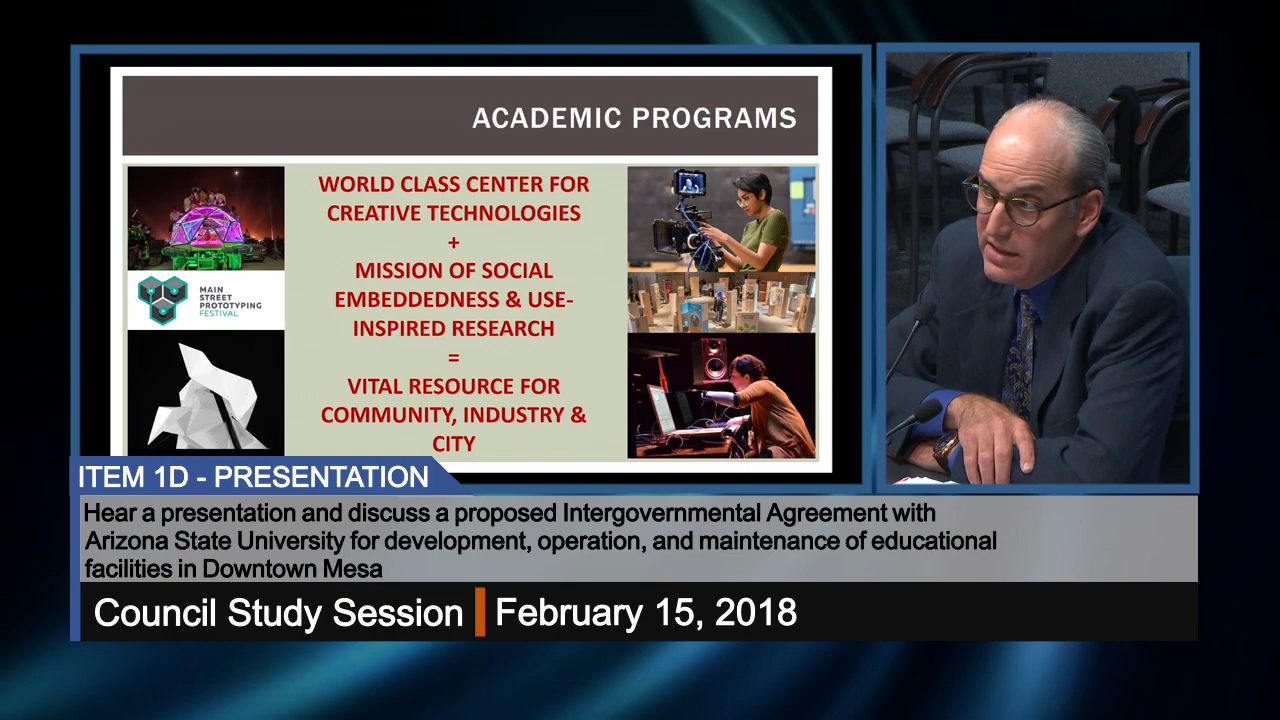 ACADEMIC PROGRAMS
WORLD CLASS CENTER FOR
CREATIVE TECHNOLOGIES
+
MISSION OF SOCIAL
EMBEDDEDNESS & USE-
INSPIRED RESEARCH
=
VITAL RESOURCE FOR
COMMUNITY, INDUSTRY &
CITY
MAIN
STREET
PROTOTYPING
FESTIVAL
ITEM 1D - PRESENTATION
Hear a presentation and discuss a proposed Intergovernmental Agreement with
Arizona State University for development, operation, and maintenance of educational
facilities in Downtown Mesa
Council Study Session
February 15, 2018